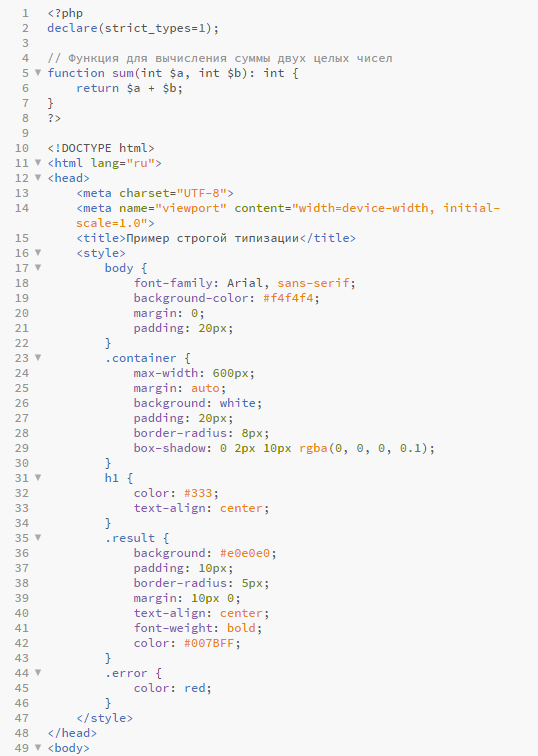 1 <?php
2 declare(strict_types=1);
3
4 // Функция для вычисления суммы двух целых чисел
5 function sum(int $a, int $b): int {
6     return $a + $b;
7 }
8 ?>
9
10 <!DOCTYPE html>
11 <html lang="ru">
12 <head>
13     <meta charset="UTF-8">
14     <meta name="viewport" content="width=device-width, initial-
    scale=1.0">
15     <title>Пример строгой типизации</title>
16     <style>
17         body {
18             font-family: Arial, sans-serif;
19             background-color: #f4f4f4;
20             margin: 0;
21             padding: 20px;
22         }
23         .container {
24             max-width: 600px;
25             margin: auto;
26             background: white;
27             padding: 20px;
28             border-radius: 8px;
29             box-shadow: 0 2px 10px rgba(0, 0, 0, 0.1);
30         }
31         h1 {
32             color: #333;
33             text-align: center;
34         }
35         .result {
36             background: #e0e0e0;
37             padding: 10px;
38             border-radius: 5px;
39             margin: 10px 0;
40             text-align: center;
41             font-weight: bold;
42             color: #007BFF;
43         }
44         .error {
45             color: red;
46         }
47     </style>
48 </head>
49 <body>